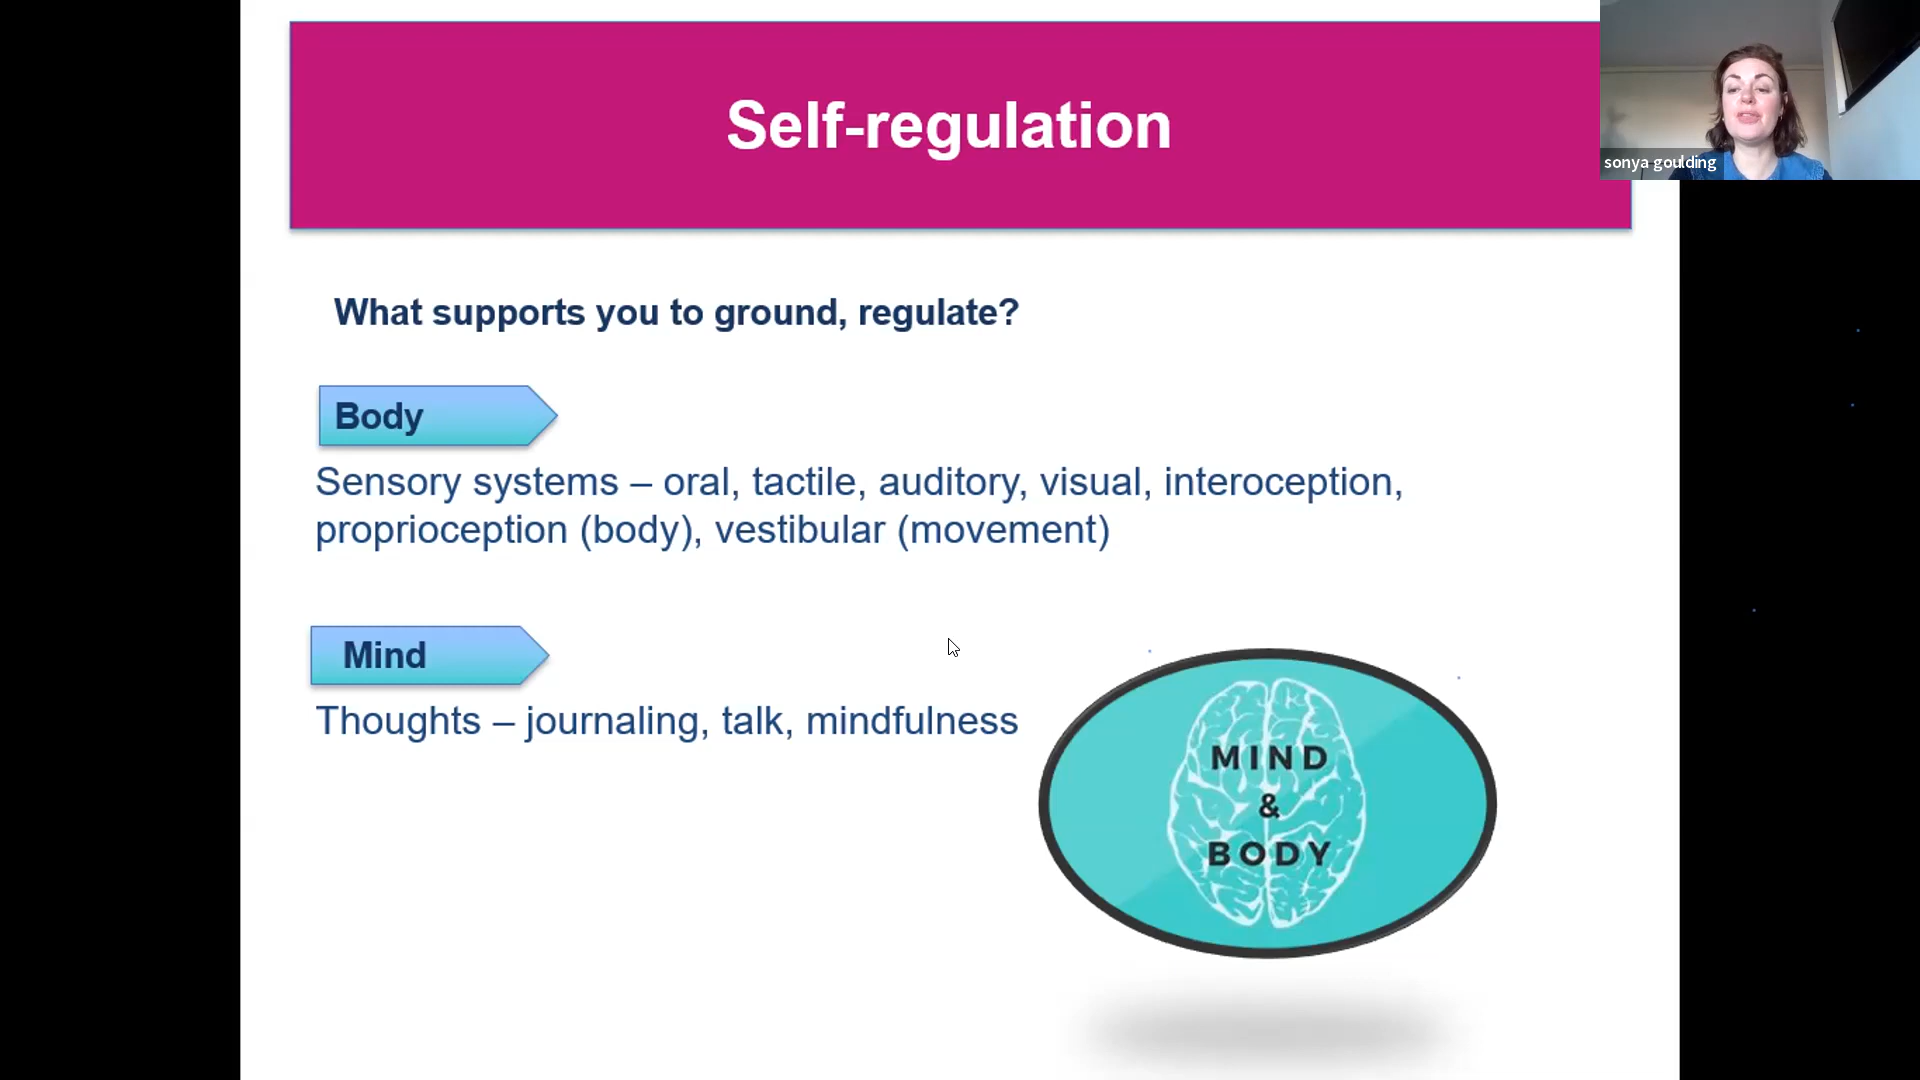 Self-regulation
sonya goulding
What supports you to ground, regulate?
Body
Sensory systems – oral, tactile, auditory, visual, interoception,
proprioception (body), vestibular (movement)
Mind
Thoughts – journaling, talk, mindfulness
MIND
&
BODY